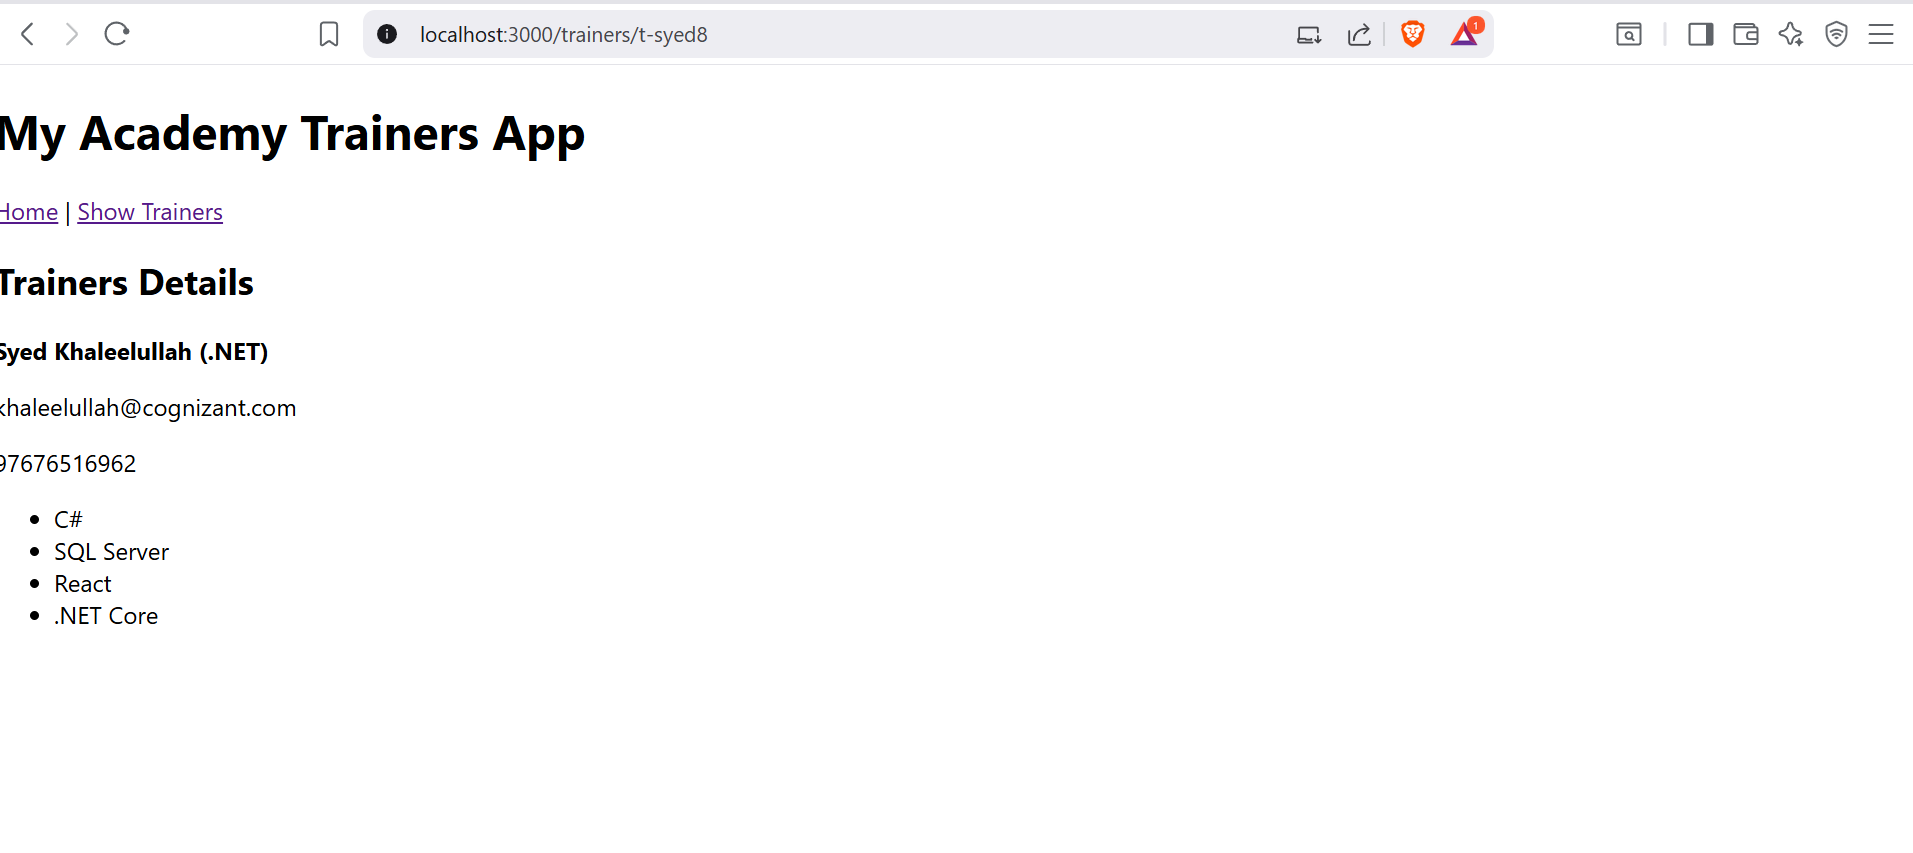 localhost:3000/trainers/t-syed8
1
My Academy Trainers App
Home | Show Trainers
Trainers Details
Syed Khaleelullah (.NET)
khaleelullah@cognizant.com
97676516962
C#
SQL Server
React
.NET Core